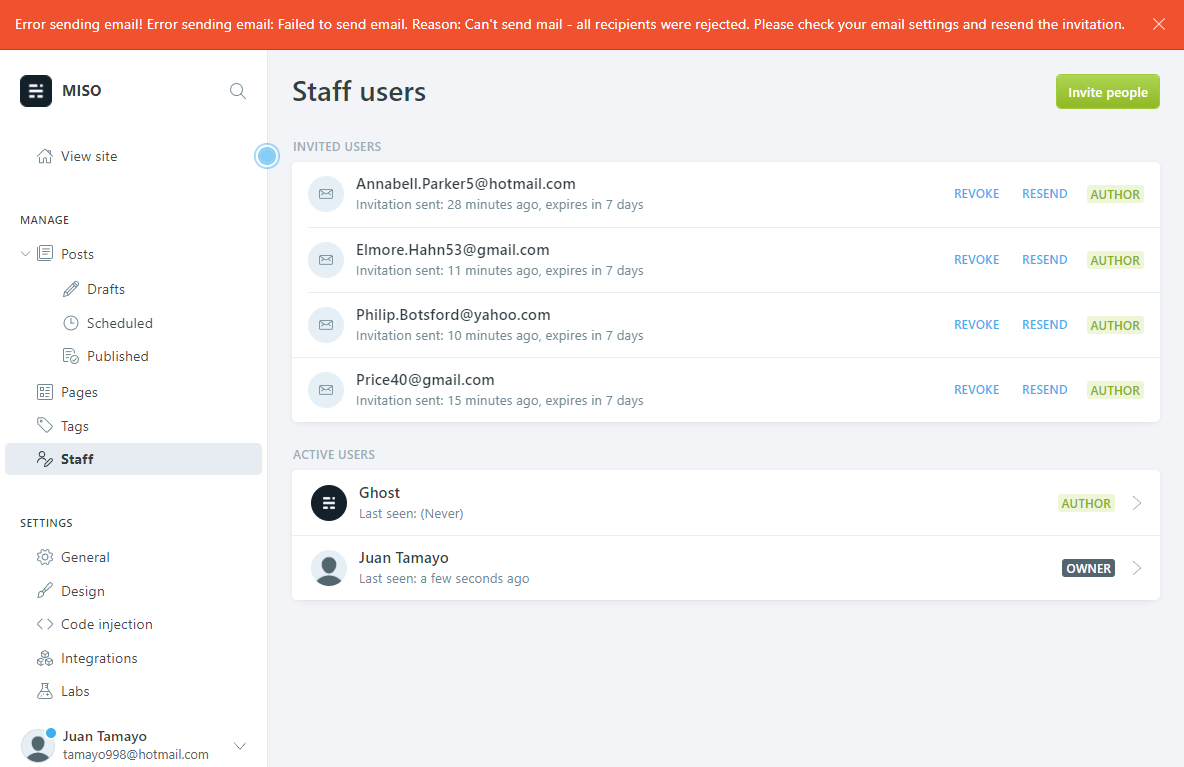 Error sending email! Error sending email: Failed to send email. Reason: Can't send mail - all recipients were rejected. Please check your email settings and resend the invitation.
MISO
View site
MANAGE
Posts
Drafts
Scheduled
Published
Pages
Tags
Staff
SETTINGS
General
Design
Code injection
Integrations
Labs
Juan Tamayo
tamayo998@hotmail.com
Staff users
Invite people
INVITED USERS
Annabell.Parker5@hotmail.com
Invitation sent: 28 minutes ago, expires in 7 days
REVOKE RESEND AUTHOR
Elmore.Hahn53@gmail.com
Invitation sent: 11 minutes ago, expires in 7 days
REVOKE RESEND AUTHOR
Philip.Botsford@yahoo.com
Invitation sent: 10 minutes ago, expires in 7 days
REVOKE RESEND AUTHOR
Price40@gmail.com
Invitation sent: 15 minutes ago, expires in 7 days
REVOKE RESEND AUTHOR
ACTIVE USERS
Ghost
Last seen: (Never)
AUTHOR
Juan Tamayo
Last seen: a few seconds ago
OWNER